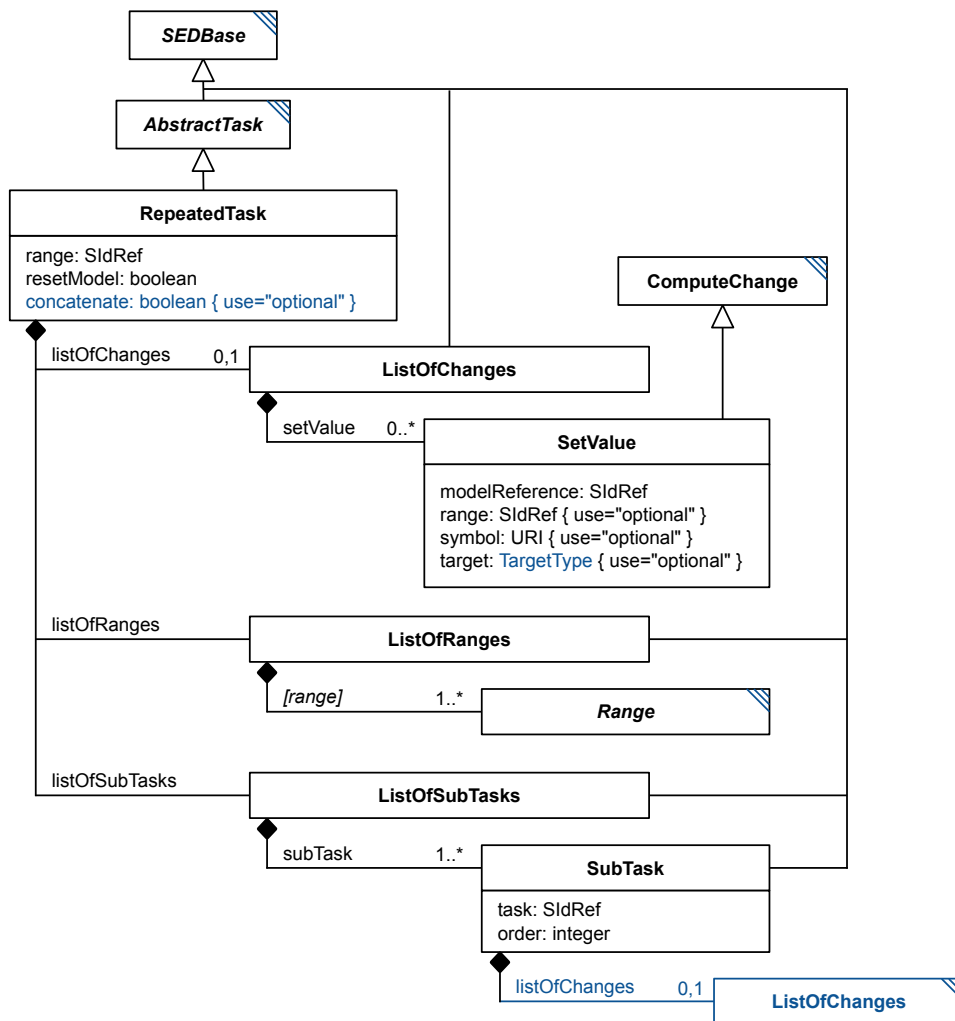 SEDBase
AbstractTask
RepeatedTask
range: SIdRef
resetModel: boolean
concatenate: boolean { use="optional" }
ComputeChange
listOfChanges 0,1
ListOfChanges
setValue 0..*
SetValue
modelReference: SIdRef
range: SIdRef { use="optional" }
symbol: URI { use="optional" }
target: TargetType { use="optional" }
listOfRanges
ListOfRanges
[range] 1..*
Range
listOfSubTasks
ListOfSubTasks
subTask 1..*
SubTask
task: SIdRef
order: integer
listOfChanges 0,1
ListOfChanges